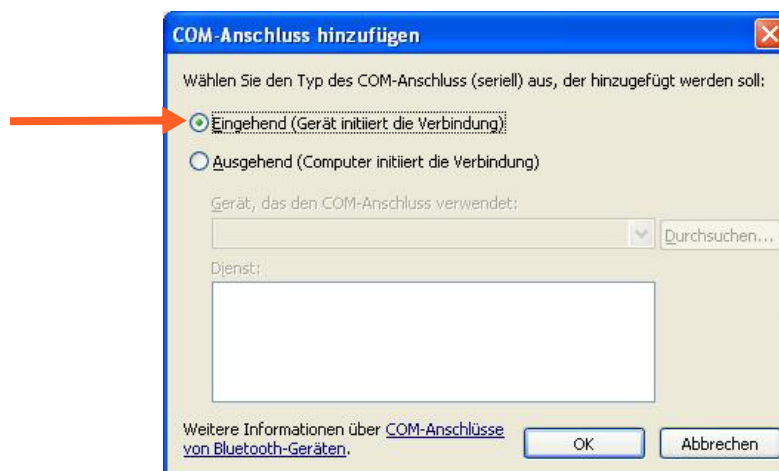 COM-Anschluss hinzufügen
Wählen Sie den Typ des COM-Anschluss (seriell) aus, der hinzugefügt werden soll:
Eingehend (Gerät initiiert die Verbindung)
Ausgehend (Computer initiiert die Verbindung)
Gerät, das den COM-Anschluss verwendet:
Durchsuchen...
Dienst:
Weitere Informationen über COM-Anschlüsse
von Bluetooth-Geräten.
OK
Abbrechen